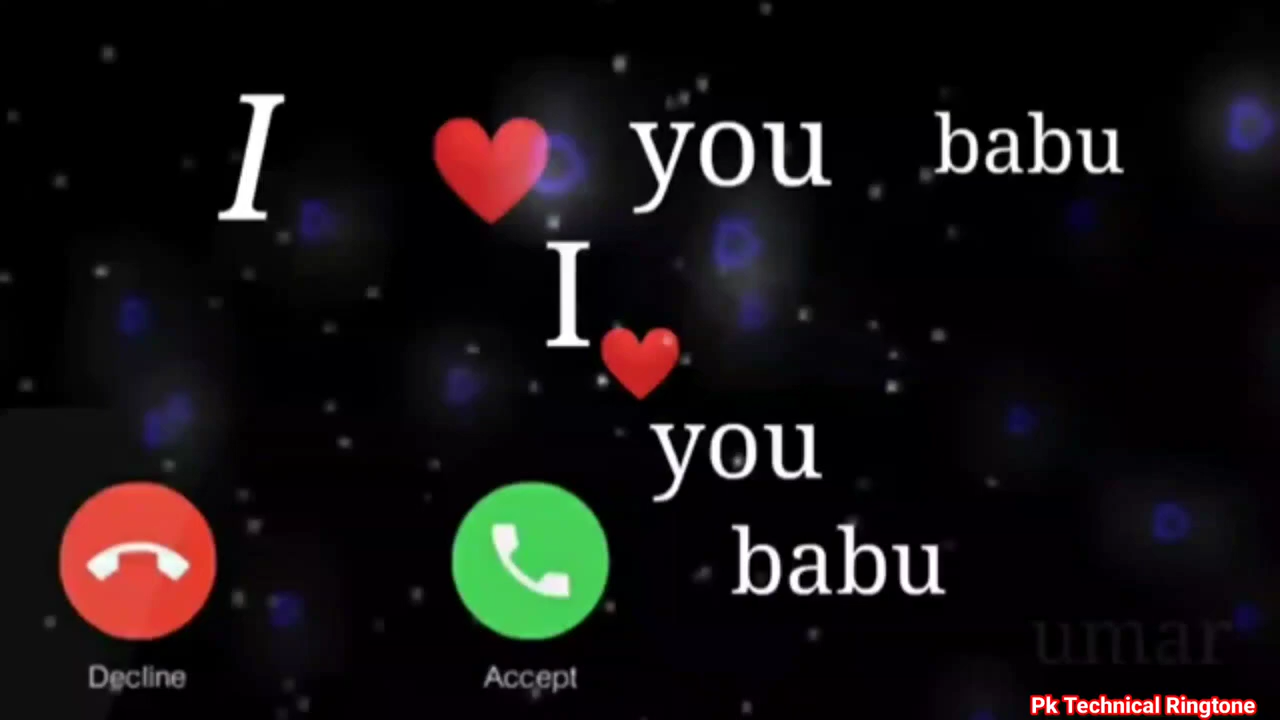 I ❤️ you babu
I ❤️
you
babu
umar
Decline Accept
Pk Technical Ringtone